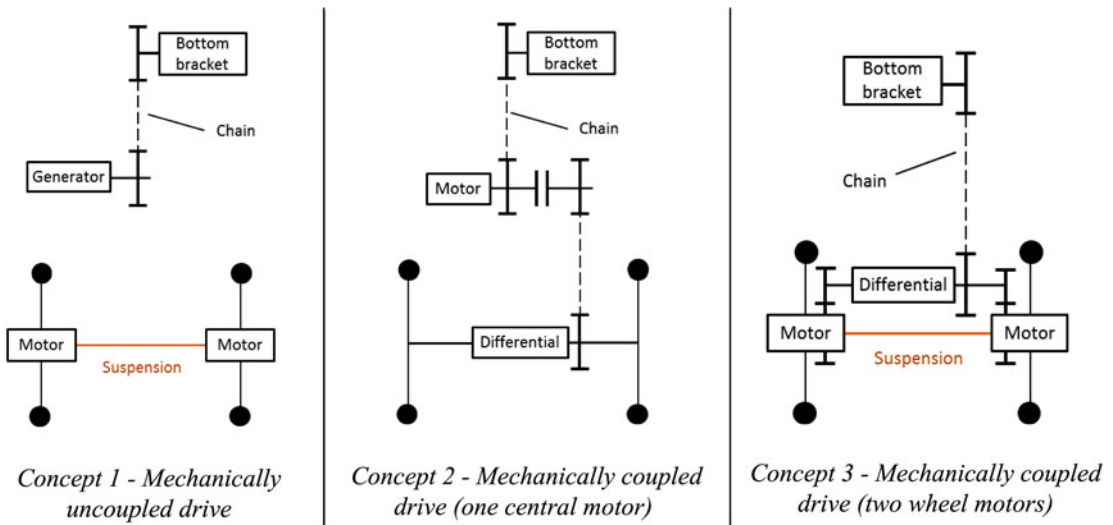 Bottom
bracket
Chain
Generator
Motor
Motor
Suspension
Concept 1 - Mechanically
uncoupled drive
Bottom
bracket
Chain
Motor
Differential
Concept 2 - Mechanically coupled
drive (one central motor)
Bottom
bracket
Chain
Differential
Motor
Motor
Suspension
Concept 3 - Mechanically coupled
drive (two wheel motors)